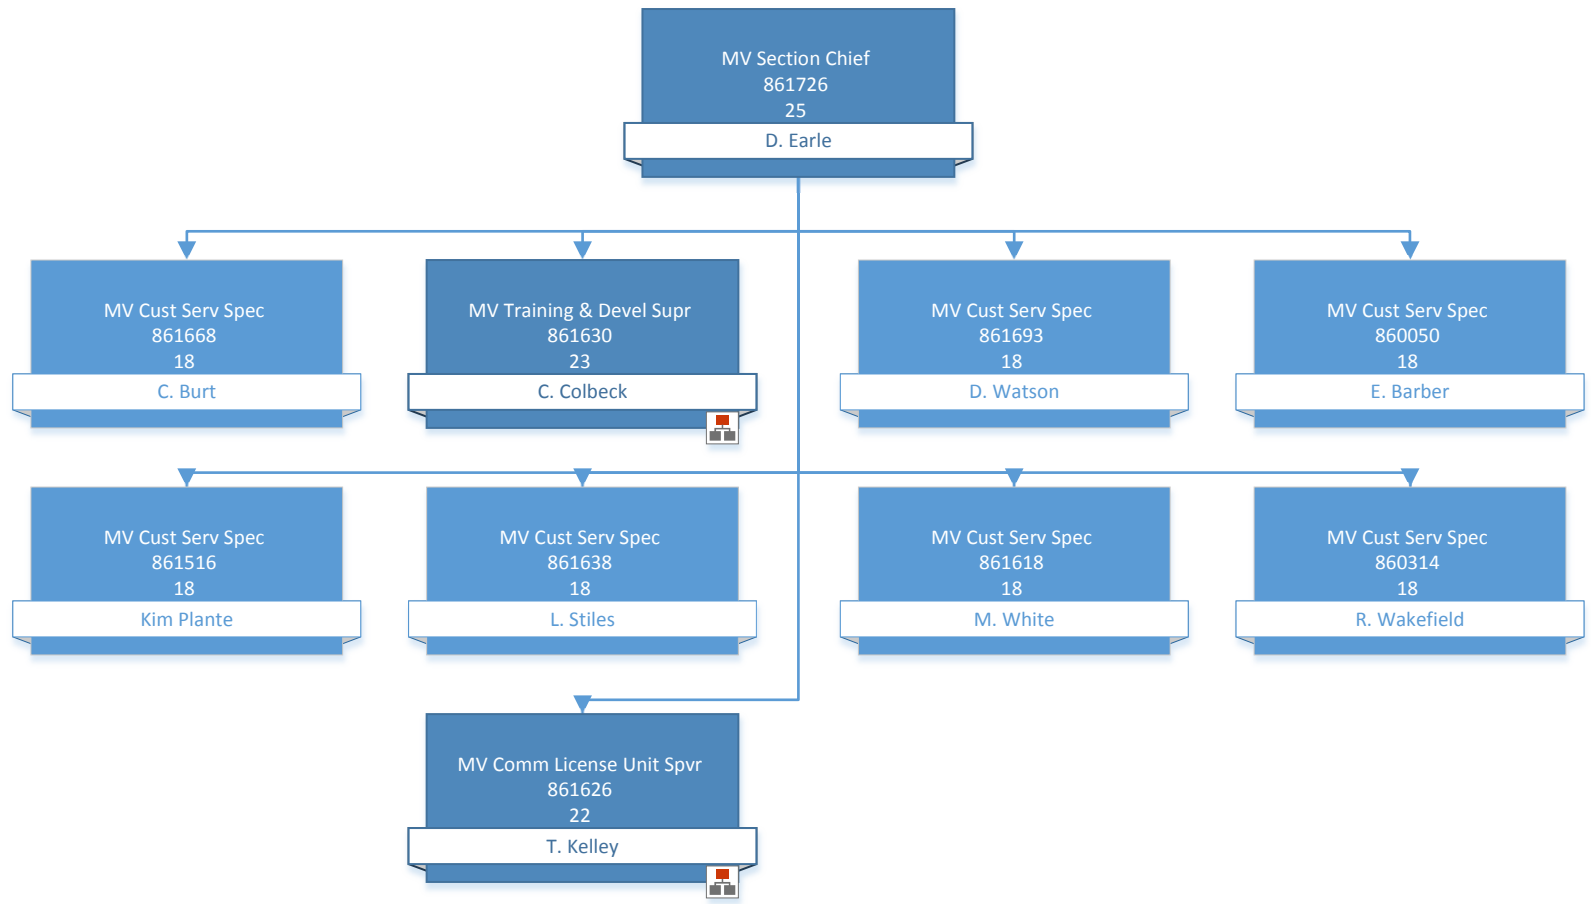 MV Section Chief
861726
25
D. Earle
MV Cust Serv Spec
861668
18
C. Burt
MV Training & Devel Supr
861630
23
C. Colbeck
MV Cust Serv Spec
861693
18
D. Watson
MV Cust Serv Spec
860050
18
E. Barber
MV Cust Serv Spec
861516
18
Kim Plante
MV Cust Serv Spec
861638
18
L. Stiles
MV Cust Serv Spec
861618
18
M. White
MV Cust Serv Spec
860314
18
R. Wakefield
MV Comm License Unit Spvr
861626
22
T. Kelley